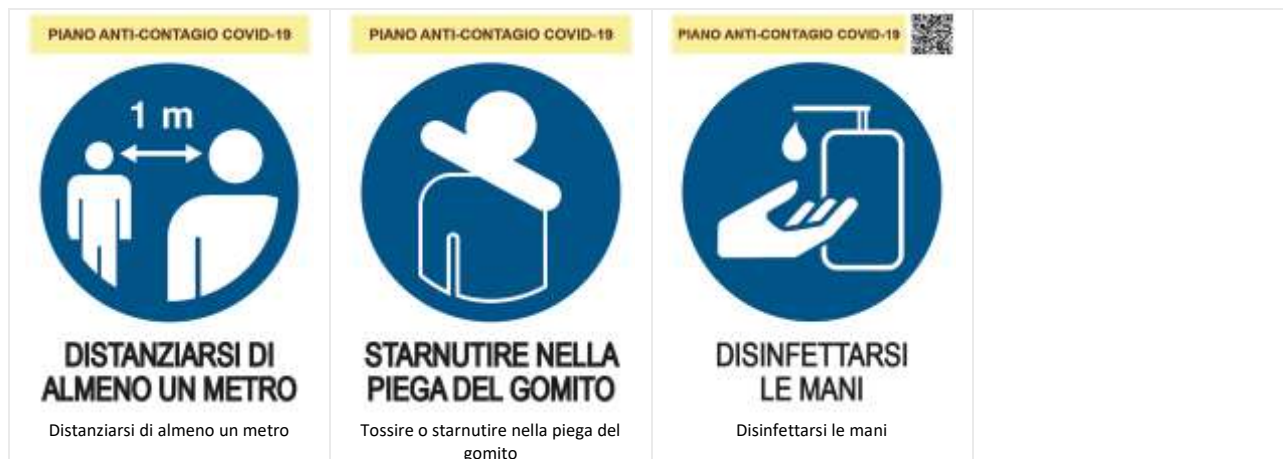 PIANO ANTI-CONTAGIO COVID-19
1 m
DISTANZIARSI DI
ALMENO UN METRO
Distanziarsi di almeno un metro
PIANO ANTI-CONTAGIO COVID-19
STARNUTIRE NELLA
PIEGA DEL GOMITO
Tossire o starnutire nella piega del
gomito
PIANO ANTI-CONTAGIO COVID-19
DISINFETTARSI
LE MANI
Disinfettarsi le mani